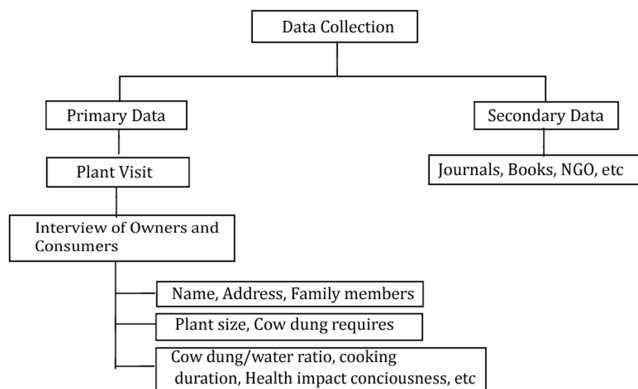 Data Collection
Primary Data
Secondary Data
Plant Visit
Journals, Books, NGO, etc
Interview of Owners and
Consumers
Name, Address, Family members
Plant size, Cow dung requires
Cow dung/water ratio, cooking
duration, Health impact conciousness, etc